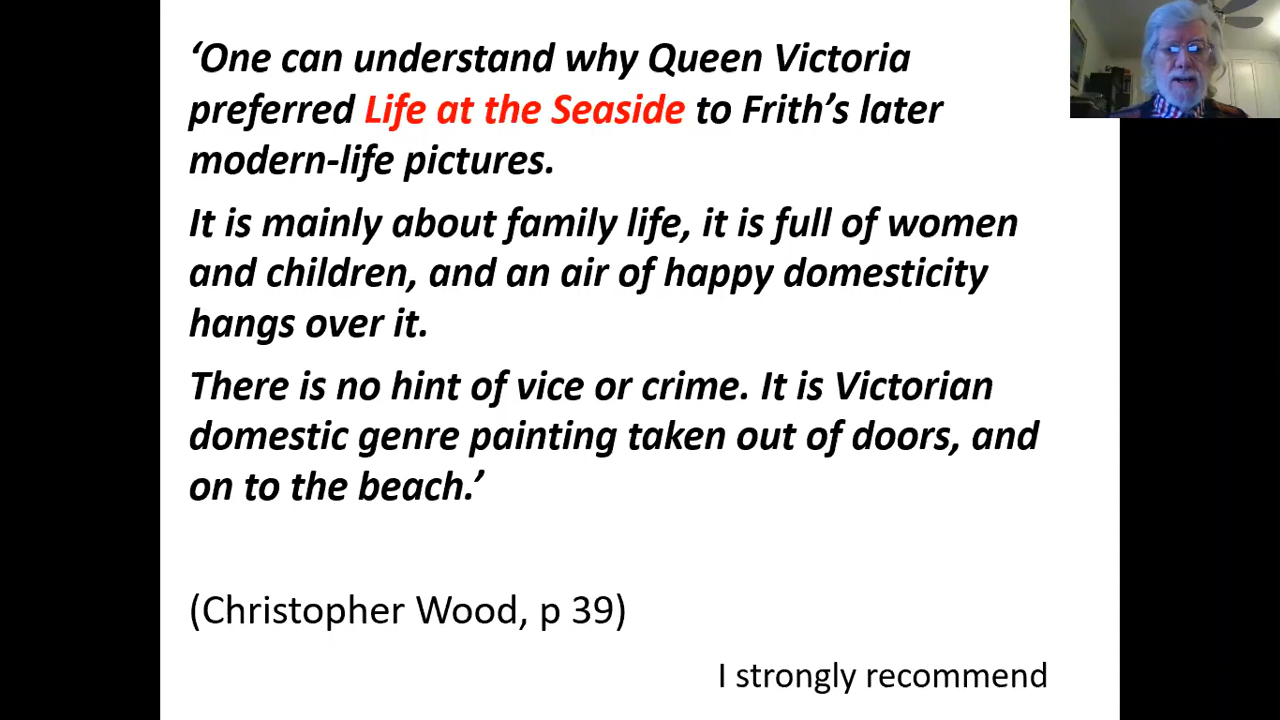 ‘One can understand why Queen Victoria
preferred Life at the Seaside to Frith’s later
modern-life pictures.
It is mainly about family life, it is full of women
and children, and an air of happy domesticity
hangs over it.
There is no hint of vice or crime. It is Victorian
domestic genre painting taken out of doors, and
on to the beach.’
(Christopher Wood, p 39)
I strongly recommend